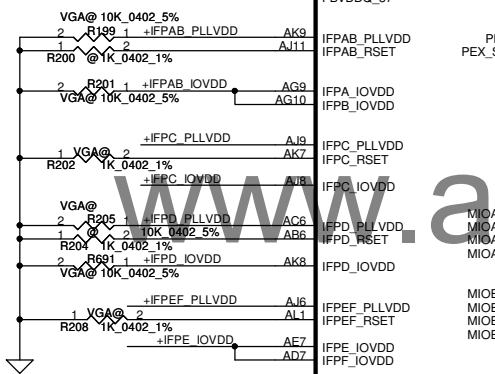 VGA@ 10K_0402_5%
2 R199 1 +IFPAB_PLLVDD AK9 IFPAB_PLLVDD
1 2 AJ11 IFPAB_RSET
R200 @1K_0402_1%
2 R201 1 +IFPAB_IOVDD AG9 IFPA_IOVDD
VGA@ 10K_0402_5% AG10 IFPB_IOVDD
+IFPC_PLLVDD AJ9 IFPC_PLLVDD
1 VGA@ 2 AK7 IFPC_RSET
R202 1K_0402_1%
+IFPC_IOVDD AJ8 IFPC_IOVDD
www.a
VGA@
2 R205 1 +IFPD_PLLVDD AC6 IFPD_PLLVDD
1 @ 2 10K_0402_5% AB6 IFPD_RSET
R204 1K_0402_1%
2 R691 1 +IFPD_IOVDD AK8 IFPD_IOVDD
VGA@ 10K_0402_5%
+IFPEF_PLLVDD AJ6 IFPEF_PLLVDD
1 VGA@ 2 AL1 IFPEF_RSET
R208 1K_0402_1%
+IFPE_IOVDD AE7 IFPE_IOVDD
AD7 IFPF_IOVDD